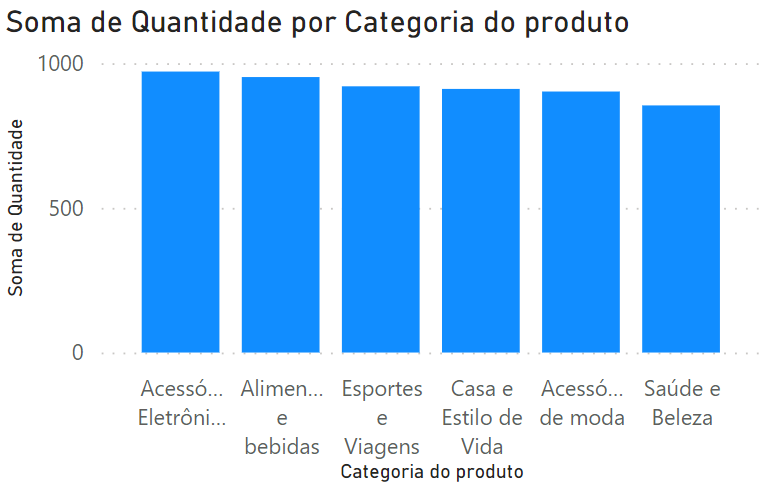 Soma de Quantidade por Categoria do produto
Soma de Quantidade
1000
500
0
Acessó...
Eletrôni...
Alimen...
e
bebidas
Esportes
e
Viagens
Casa e
Estilo de
Vida
Acessó...
de moda
Saúde e
Beleza
Categoria do produto